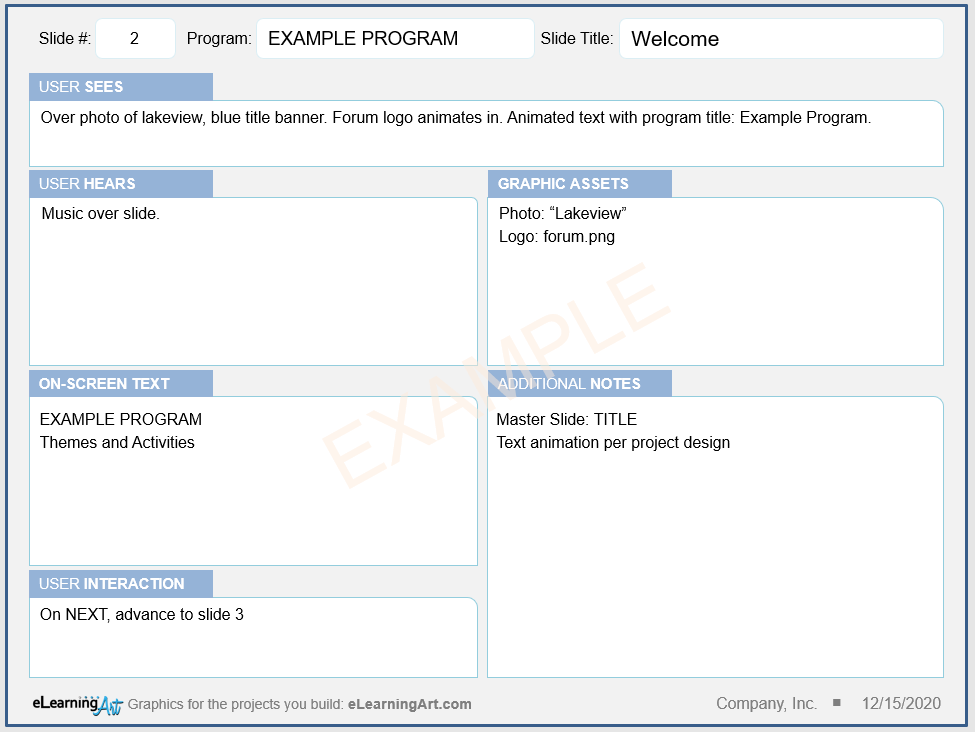 Slide #: 2 Program: EXAMPLE PROGRAM Slide Title: Welcome
USER SEES
Over photo of lakeview, blue title banner. Forum logo animates in. Animated text with program title: Example Program.
USER HEARS
Music over slide.
GRAPHIC ASSETS
Photo: “Lakeview”
Logo: forum.png
EXAMPLE
ON-SCREEN TEXT
EXAMPLE PROGRAM
Themes and Activities
ADDITIONAL NOTES
Master Slide: TITLE
Text animation per project design
USER INTERACTION
On NEXT, advance to slide 3
eLearningArt Graphics for the projects you build: eLearningArt.com
Company, Inc. ■ 12/15/2020